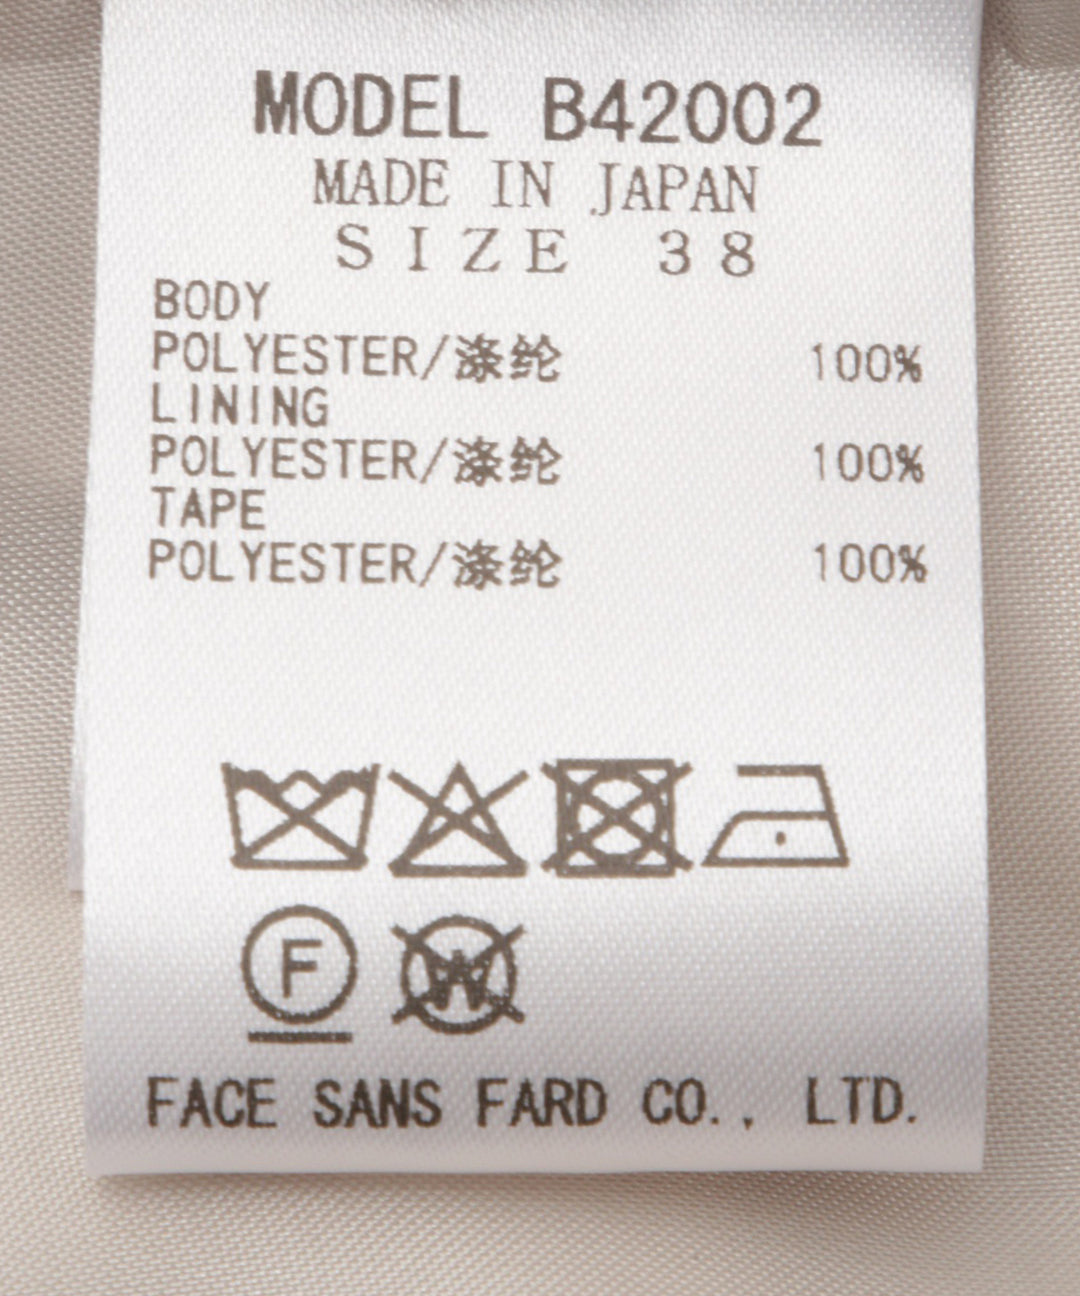 MODEL B42002
MADE IN JAPAN
SIZE 38
BODY
POLYESTER/涤纶 100%
LINING
POLYESTER/涤纶 100%
TAPE
POLYESTER/涤纶 100%
F W
FACE SANS FARD CO., LTD.